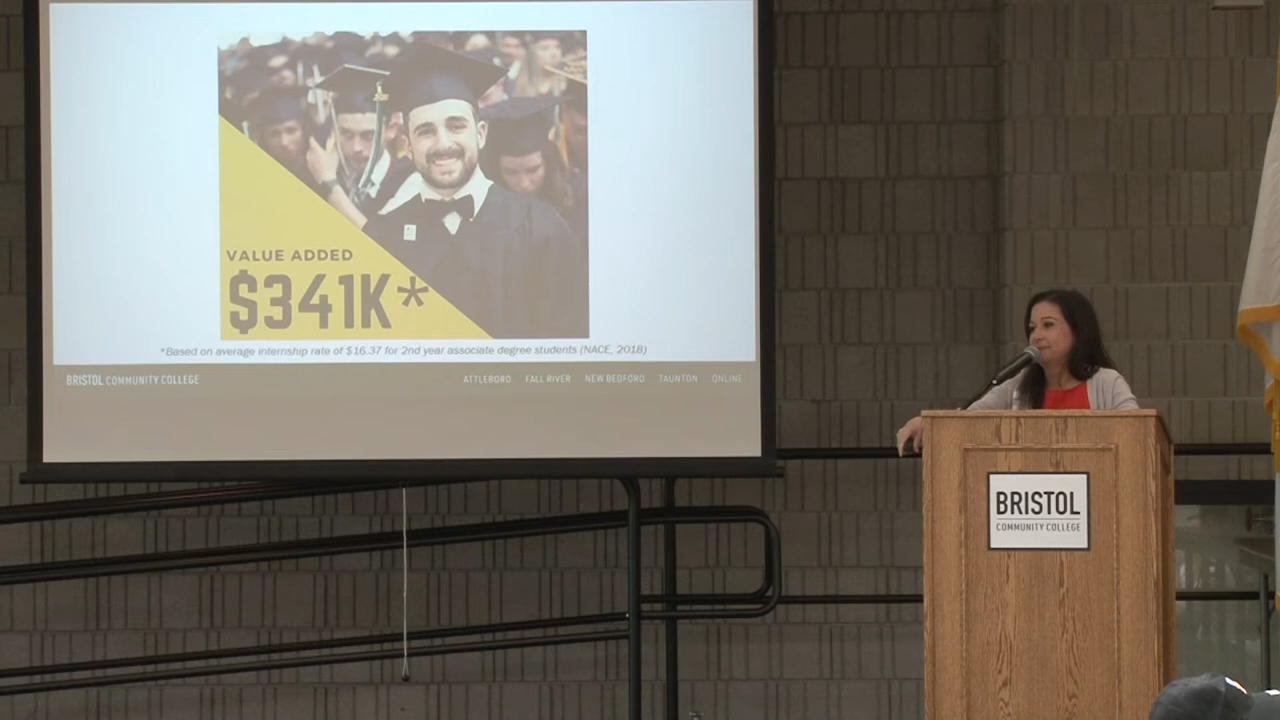 VALUE ADDED
$341K*
*Based on average internship rate of $16.37 for 2nd year associate degree students (NACE, 2018)
BRISTOL COMMUNITY COLLEGE
ATTLEBORO FALL RIVER NEW BEDFORD TAUNTON ONLINE
BRISTOL
COMMUNITY COLLEGE